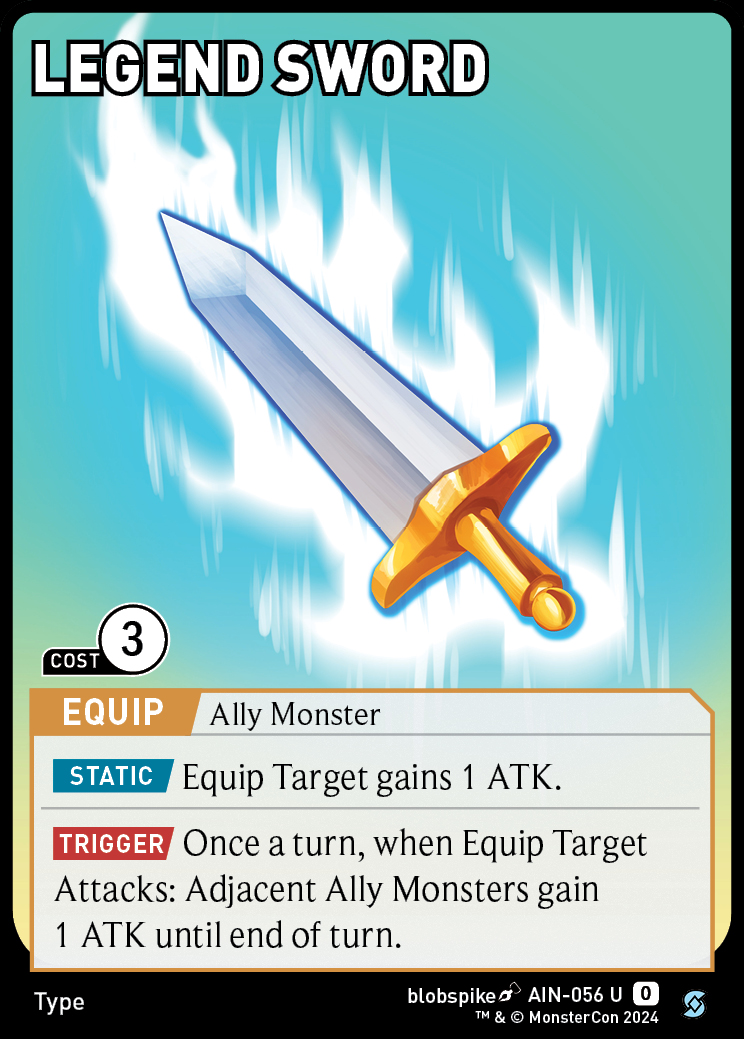 LEGEND SWORD
COST 3
EQUIP Ally Monster
STATIC Equip Target gains 1 ATK.
TRIGGER Once a turn, when Equip Target
Attacks: Adjacent Ally Monsters gain
1 ATK until end of turn.
Type blobspike AIN-056 U 0
™ & © MonsterCon 2024